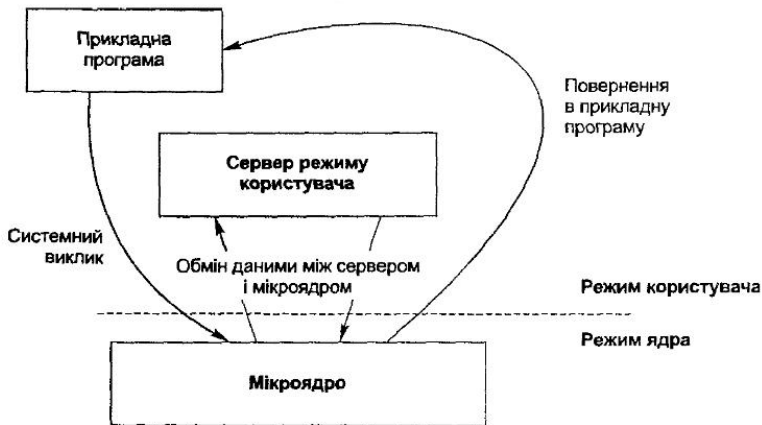 Прикладна
програма
Повернення
в прикладну
програму
Сервер режиму
користувача
Системний
виклик
Обмін даними між сервером
і мікроядром
Режим користувача
Режим ядра
Мікроядро